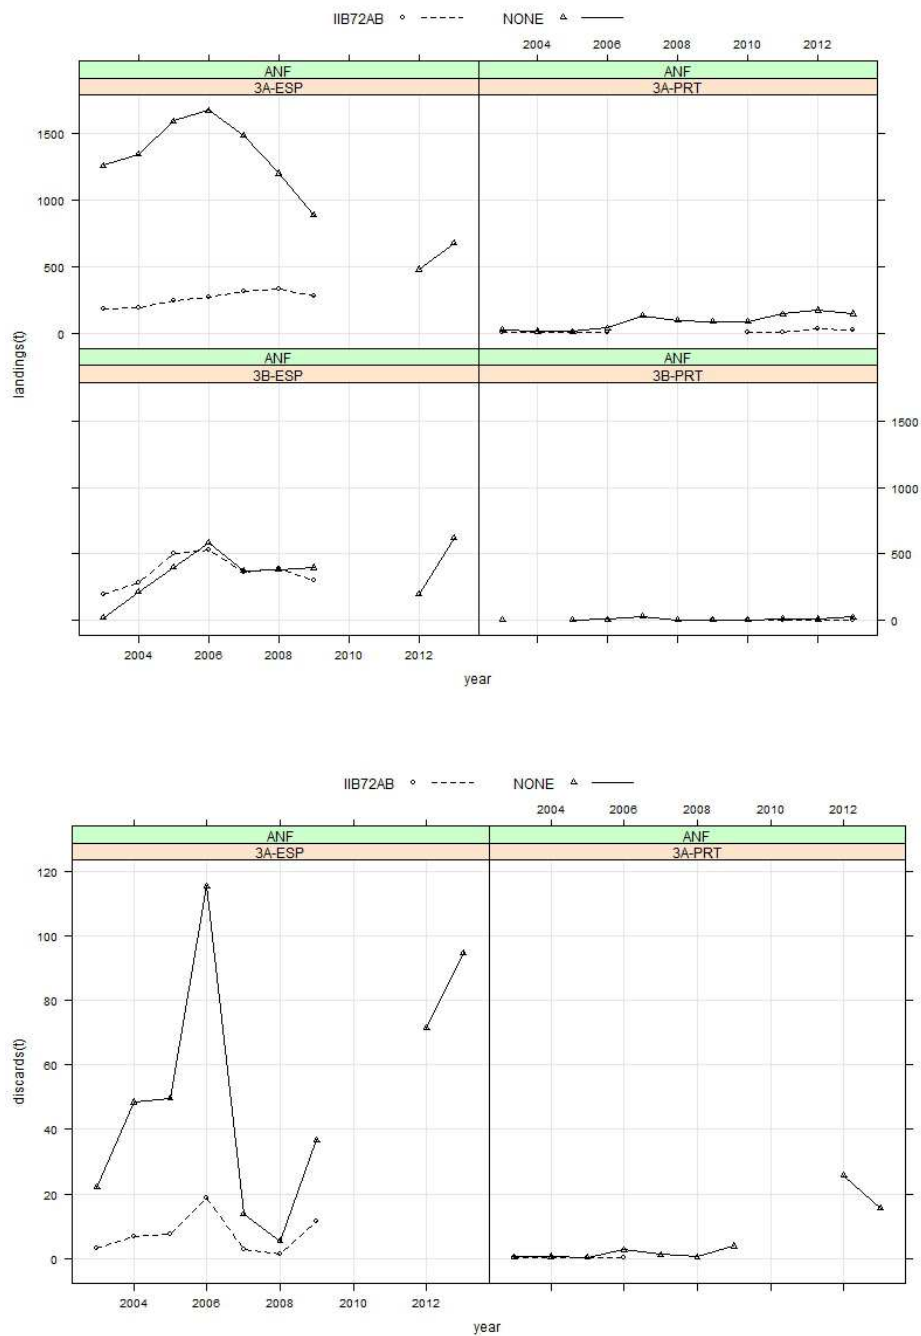 IIB72AB NONE
2004 2006 2008 2010 2012
ANF ANF
3A-ESP 3A-PRT
1500
1000
500
0
landings(t)
ANF ANF
3B-ESP 3B-PRT
1500
1000
500
0
2004 2006 2008 2010 2012
year
IIB72AB NONE
2004 2006 2008 2010 2012
ANF ANF
3A-ESP 3A-PRT
120
100
80
60
40
20
0
discards(t)
2004 2006 2008 2010 2012
year